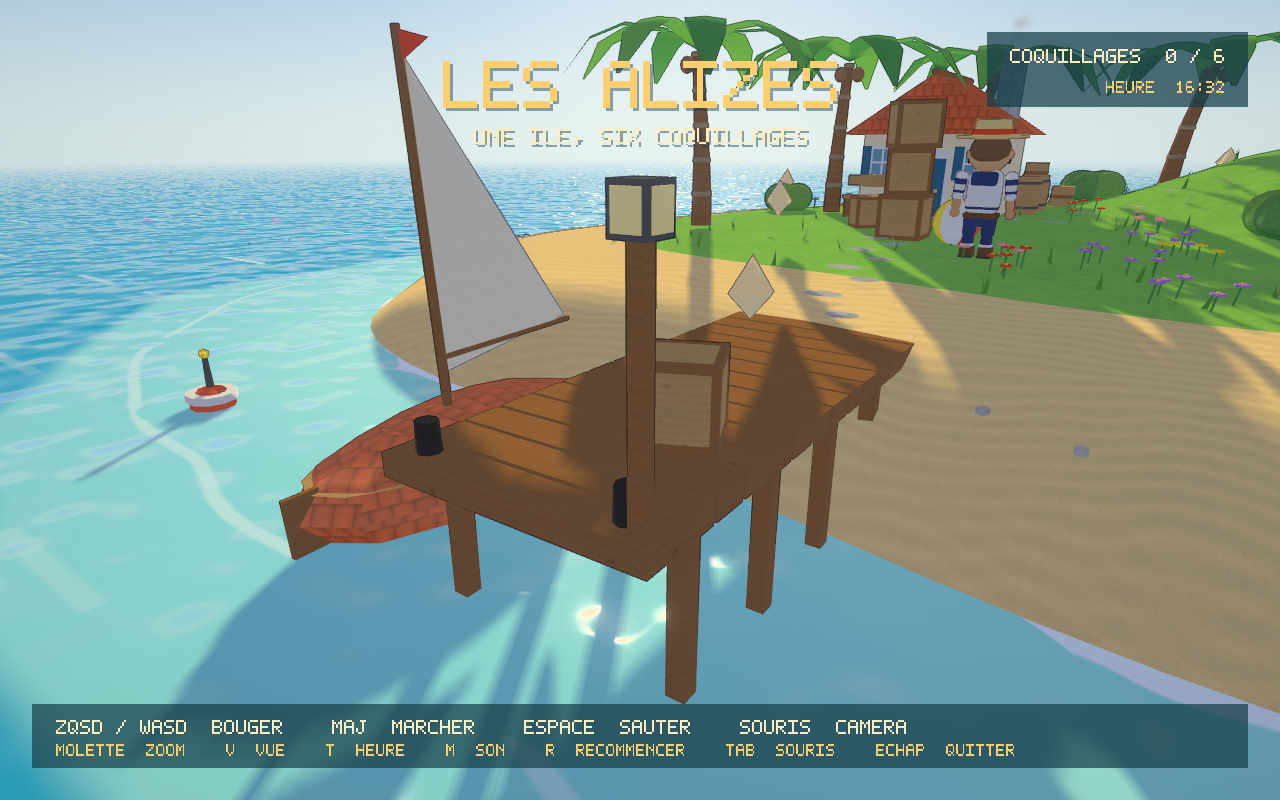 LES ALIZES
UNE ILE, SIX COQUILLAGES
COQUILLAGES 0 / 6
HEURE 16:32
ZQSD / WASD BOUGER MAJ MARCHER ESPACE SAUTER SOURIS CAMERA
MOLETTE ZOOM V VUE T HEURE M SON R RECOMMENCER TAB SOURIS ECHAP QUITTER